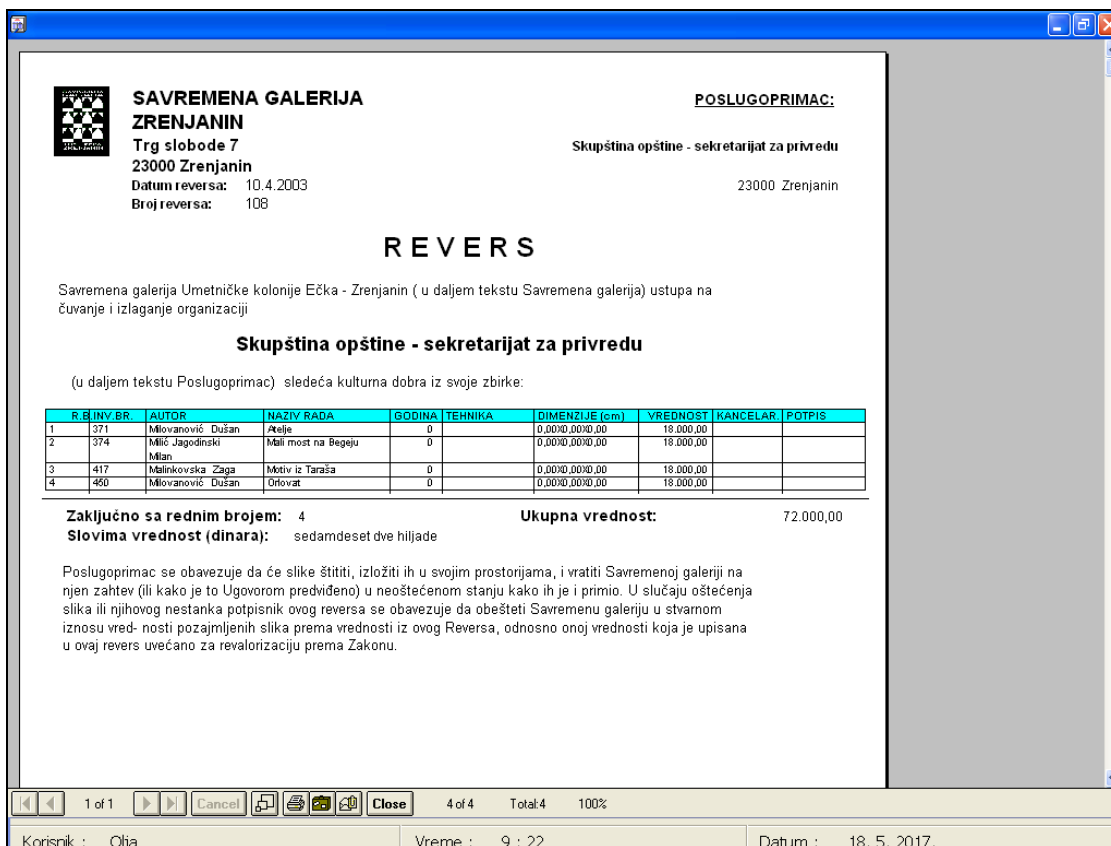 SAVREMENA GALERIJA
ZRENJANIN
Trg slobode 7
23000 Zrenjanin
Datum reversa: 10.4.2003
Broj reversa: 108
POSLUGOPRIMAC:
Skupština opštine - sekretarijat za privredu
23000 Zrenjanin
R E V E R S
Savremena galerija Umetničke kolonije Ečka - Zrenjanin ( u daljem tekstu Savremena galerija) ustupa na
čuvanje i izlaganje organizaciji
Skupština opštine - sekretarijat za privredu
(u daljem tekstu Poslugoprimac) sledeća kulturna dobra iz svoje zbirke:
R.B. INV.BR. AUTOR NAZIV RADA GODINA TEHNIKA DIMENZIJE (cm) VREDNOST KANCELAR. POTPIS
1 371 Milovanović Dušan Atelje 0 0,00X0,00X0,00 18.000,00
2 374 Milić Jagodinski Mali most na Begeju 0 0,00X0,00X0,00 18.000,00
Milan
3 417 Malinkovska Zaga Motiv iz Taraša 0 0,00X0,00X0,00 18.000,00
4 450 Milovanović Dušan Orlovat 0 0,00X0,00X0,00 18.000,00
Zaključno sa rednim brojem: 4 Ukupna vrednost: 72.000,00
Slovima vrednost (dinara): sedamdeset dve hiljade
Poslugoprimac se obavezuje da će slike štititi, izložiti ih u svojim prostorijama, i vratiti Savremenoj galeriji na
njen zahtev (ili kako je to Ugovorom predviđeno) u neoštećenom stanju kako ih je i primio. U slučaju oštećenja
slika ili njihovog nestanka potpisnik ovog reversa se obavezuje da obešteti Savremenu galeriju u stvarnom
iznosu vred- nosti pozajmljenih slika prema vrednosti iz ovog Reversa, odnosno onoj vrednosti koja je upisana
u ovaj revers uvećano za revalorizaciju prema Zakonu.
1 of 1 Cancel Close 4 of 4 Total:4 100%
Korisnik : Olja Vreme : 9 : 22 Datum : 18. 5. 2017.